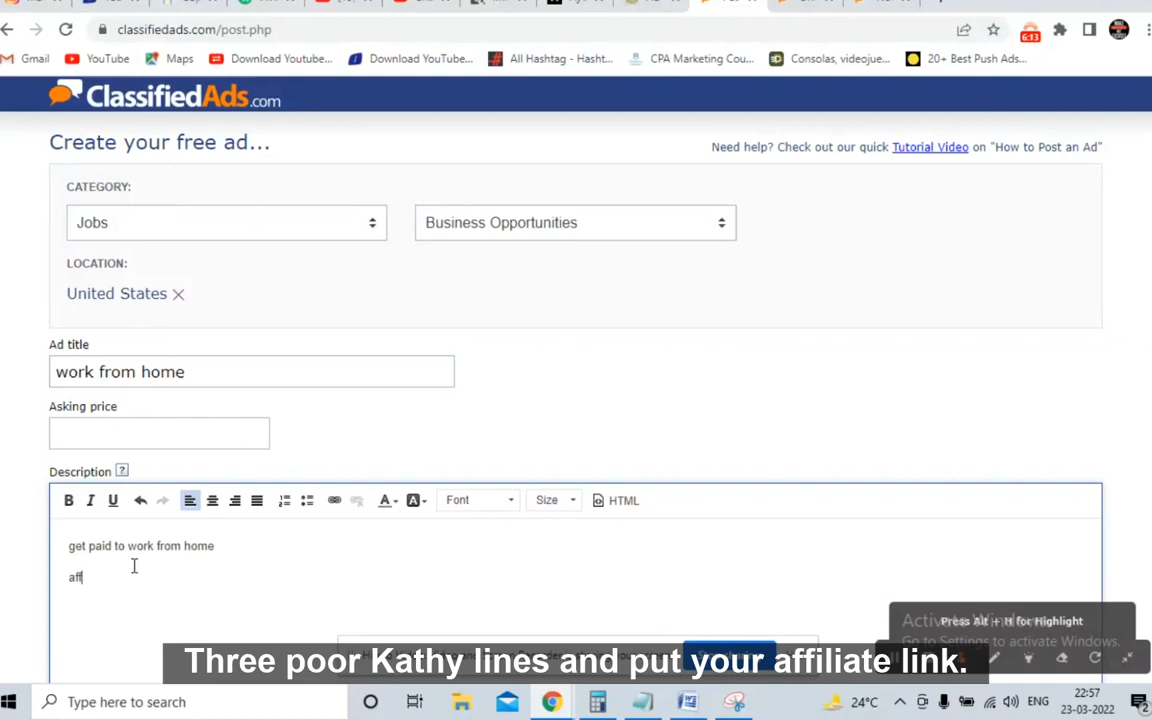 classifiedads.com/post.php
6:13
Gmail YouTube Maps Download Youtube... Download YouTube... All Hashtag - Hasht... CPA Marketing Cou... Consolas, videojue... 20+ Best Push Ads...
ClassifiedAds.com
Create your free ad...
Need help? Check out our quick Tutorial Video on "How to Post an Ad"
CATEGORY:
Jobs Business Opportunities
LOCATION:
United States
Ad title
work from home
Asking price
Description ?
B I U A A Font Size HTML
get paid to work from home
aff
Activate Windows
Press Alt + H for Highlight
Go to Settings to activate Windows.
Three poor Kathy lines and put your affiliate link.
Type here to search
24°C
ENG
22:57
23-03-2022
2